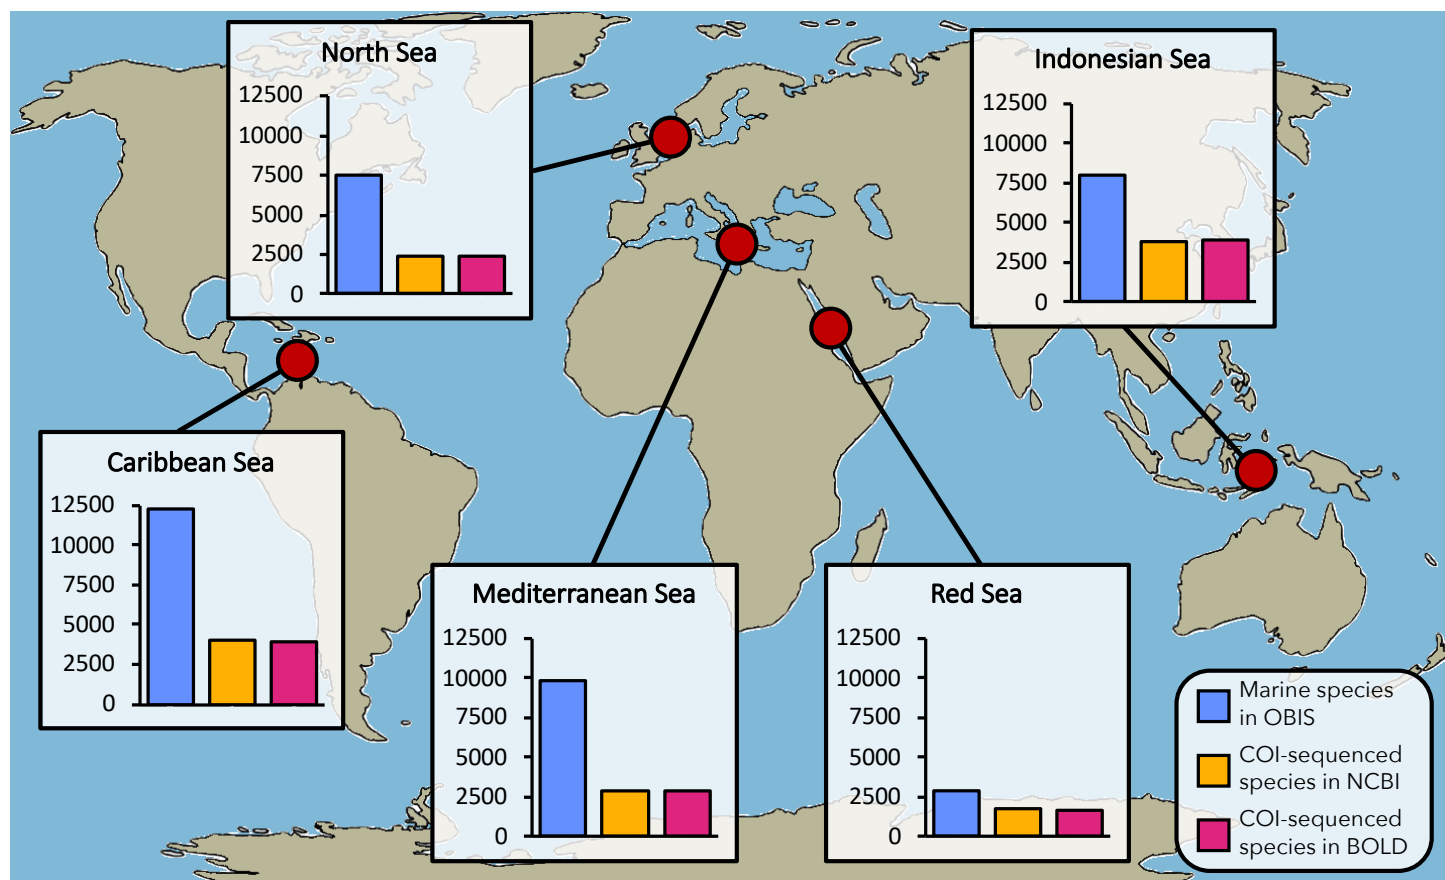 North Sea
12500
10000
7500
5000
2500
0
Indonesian Sea
12500
10000
7500
5000
2500
0
Caribbean Sea
12500
10000
7500
5000
2500
0
Mediterranean Sea
12500
10000
7500
5000
2500
0
Red Sea
12500
10000
7500
5000
2500
0
Marine species
in OBIS
COI-sequenced
species in NCBI
COI-sequenced
species in BOLD